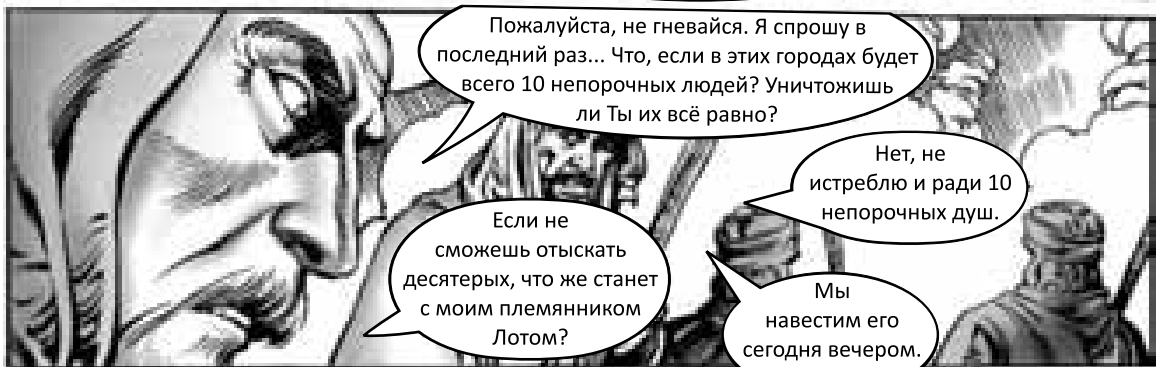 Пожалуйста, не гневайся. Я спрошу в
последний раз... Что, если в этих городах будет
всего 10 непорочных людей? Уничтожишь
ли Ты их всё равно?
Нет, не
истреблю и ради 10
непорочных душ.
Если не
сможешь отыскать
десятерых, что же станет
с моим племянником
Лотом?
Мы
навестим его
сегодня вечером.